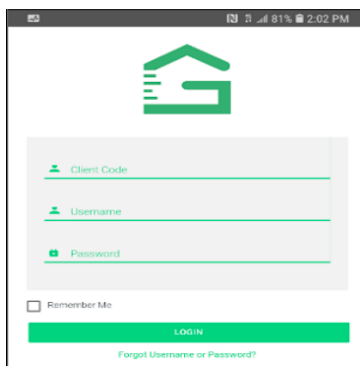 81% 2:02 PM
Client Code
Username
Password
Remember Me
LOGIN
Forgot Username or Password?